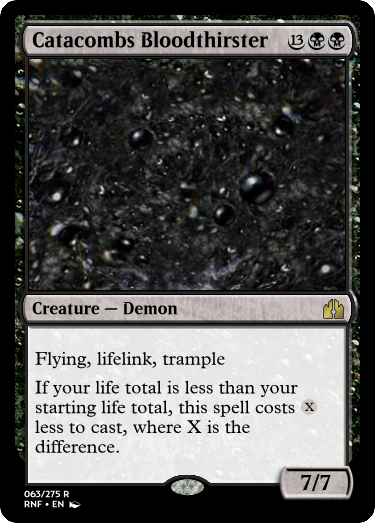 Catacombs Bloodthirster 13
Creature — Demon
Flying, lifelink, trample
If your life total is less than your
starting life total, this spell costs X
less to cast, where X is the
difference.
7/7
063/275 R
RNF • EN